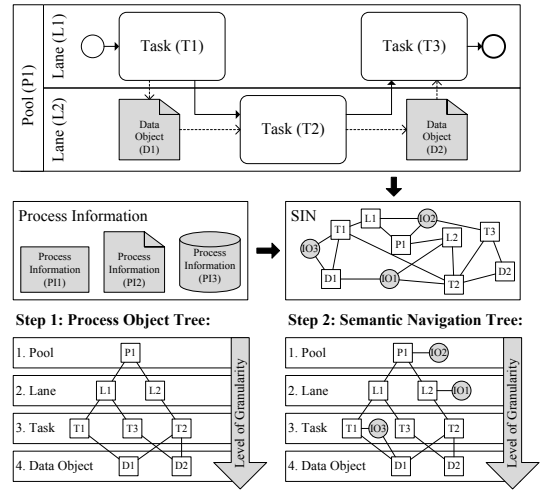 Pool (P1)
Lane (L1)
Task (T1)
Task (T3)
Lane (L2)
Data
Object
(D1)
Task (T2)
Data
Object
(D2)
Process Information
Process
Information
(PI1)
Process
Information
(PI2)
Process
Information
(PI3)
SIN
L1
IO2
T1
T3
IO3
P1
L2
D1
IO1
T2
D2
Step 1: Process Object Tree:
1. Pool
P1
2. Lane
L1
L2
3. Task
T1
T3
T2
4. Data Object
D1
D2
Level of Granularity
Step 2: Semantic Navigation Tree:
1. Pool
P1
IO2
2. Lane
L1
L2
IO1
3. Task
T1
IO3
T3
T2
4. Data Object
D1
D2
Level of Granularity